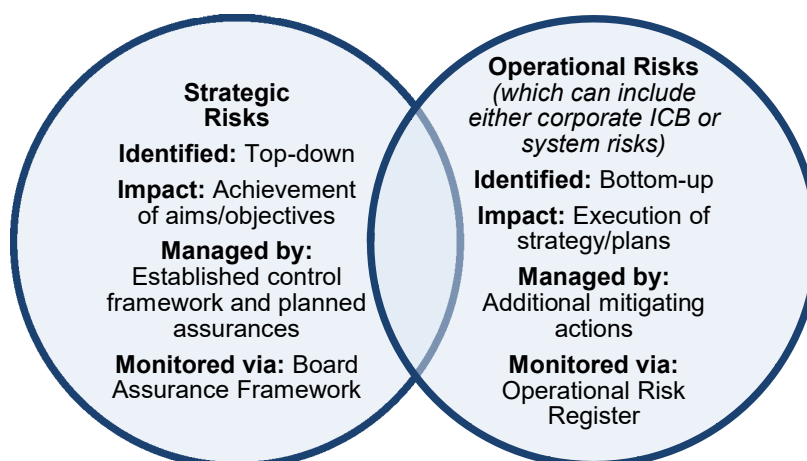 Strategic
Risks
Identified: Top-down
Impact: Achievement
of aims/objectives
Managed by:
Established control
framework and planned
assurances
Monitored via: Board
Assurance Framework
Operational Risks
(which can include
either corporate ICB or
system risks)
Identified: Bottom-up
Impact: Execution of
strategy/plans
Managed by:
Additional mitigating
actions
Monitored via:
Operational Risk
Register